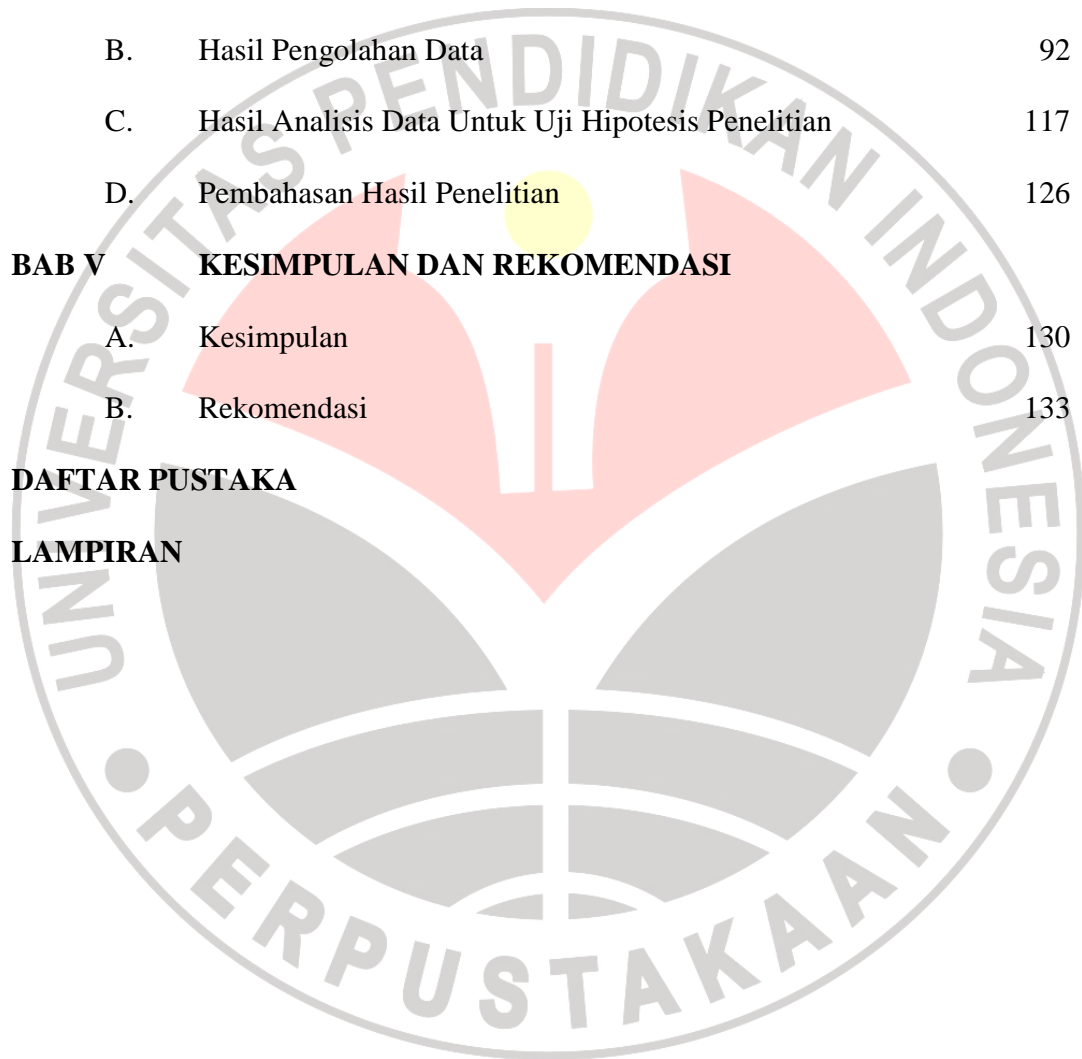 B. Hasil Pengolahan Data 92
C. Hasil Analisis Data Untuk Uji Hipotesis Penelitian 117
D. Pembahasan Hasil Penelitian 126
BAB V KESIMPULAN DAN REKOMENDASI
A. Kesimpulan 130
B. Rekomendasi 133
DAFTAR PUSTAKA
LAMPIRAN
UNIVERSITAS PENDIDIKAN INDONESIA
PERPUSTAKAAN